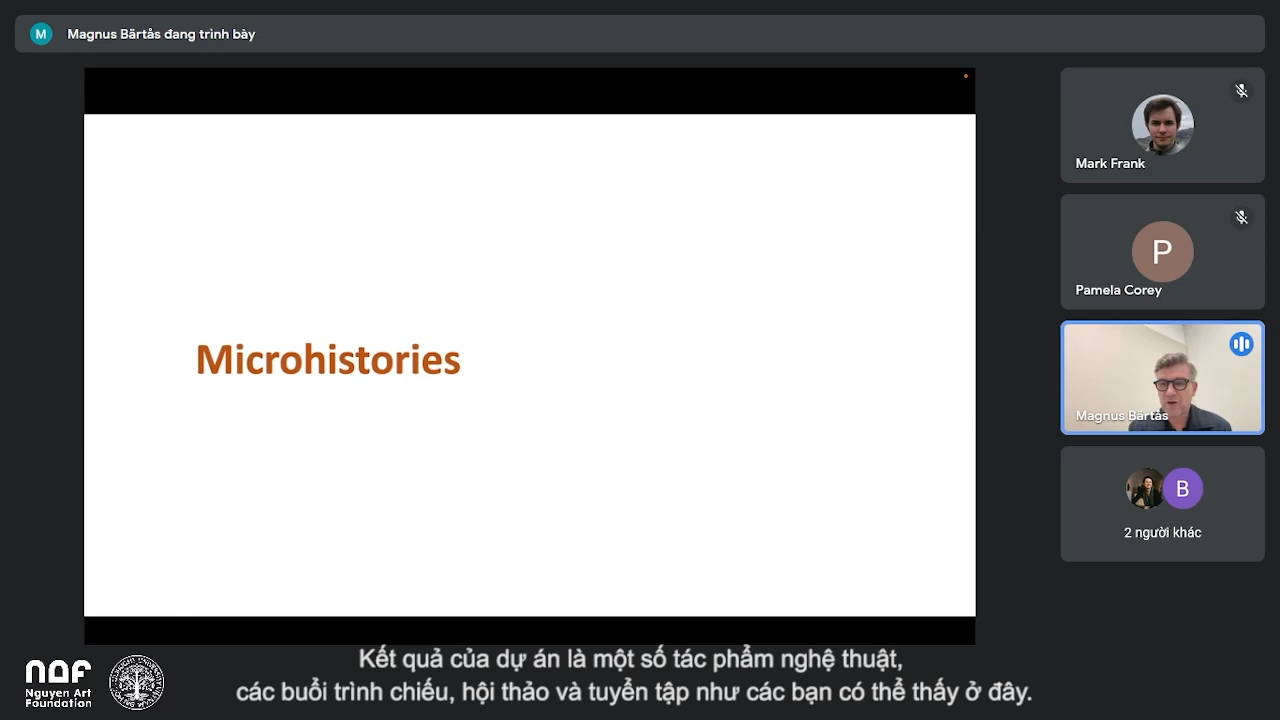 M
Magnus Bärtås đang trình bày
Mark Frank
P
Pamela Corey
Microhistories
Magnus Bärtås
B
2 người khác
Kết quả của dự án là một số tác phẩm nghệ thuật,
các buổi trình chiếu, hội thảo và tuyển tập như các bạn có thể thấy ở đây.
Nguyen Art
Foundation